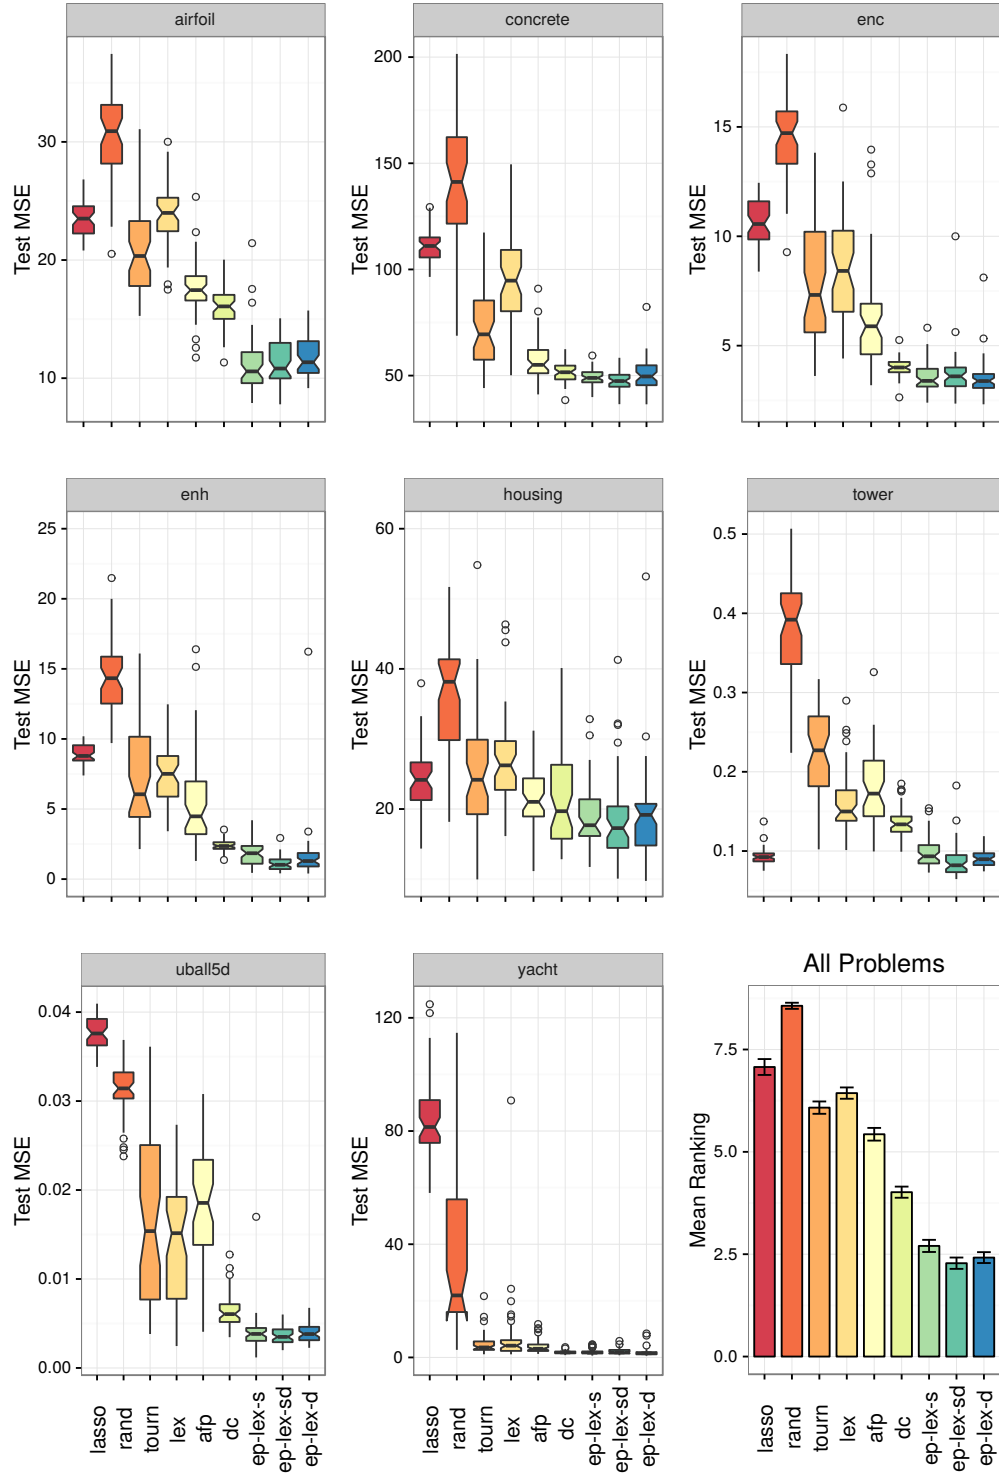 airfoil
concrete
enc
Test MSE
30
20
10
Test MSE
200
150
100
50
Test MSE
15
10
5
enh
housing
tower
Test MSE
25
20
15
10
5
0
Test MSE
60
40
20
Test MSE
0.5
0.4
0.3
0.2
0.1
uball5d
yacht
All Problems
Test MSE
0.04
0.03
0.02
0.01
0.00
Test MSE
120
80
40
0
Mean Ranking
7.5
5.0
2.5
0.0
lasso
rand
tourn
lex
afp
dc
ep-lex-s
ep-lex-sd
ep-lex-d
lasso
rand
tourn
lex
afp
dc
ep-lex-s
ep-lex-sd
ep-lex-d
lasso
rand
tourn
lex
afp
dc
ep-lex-s
ep-lex-sd
ep-lex-d